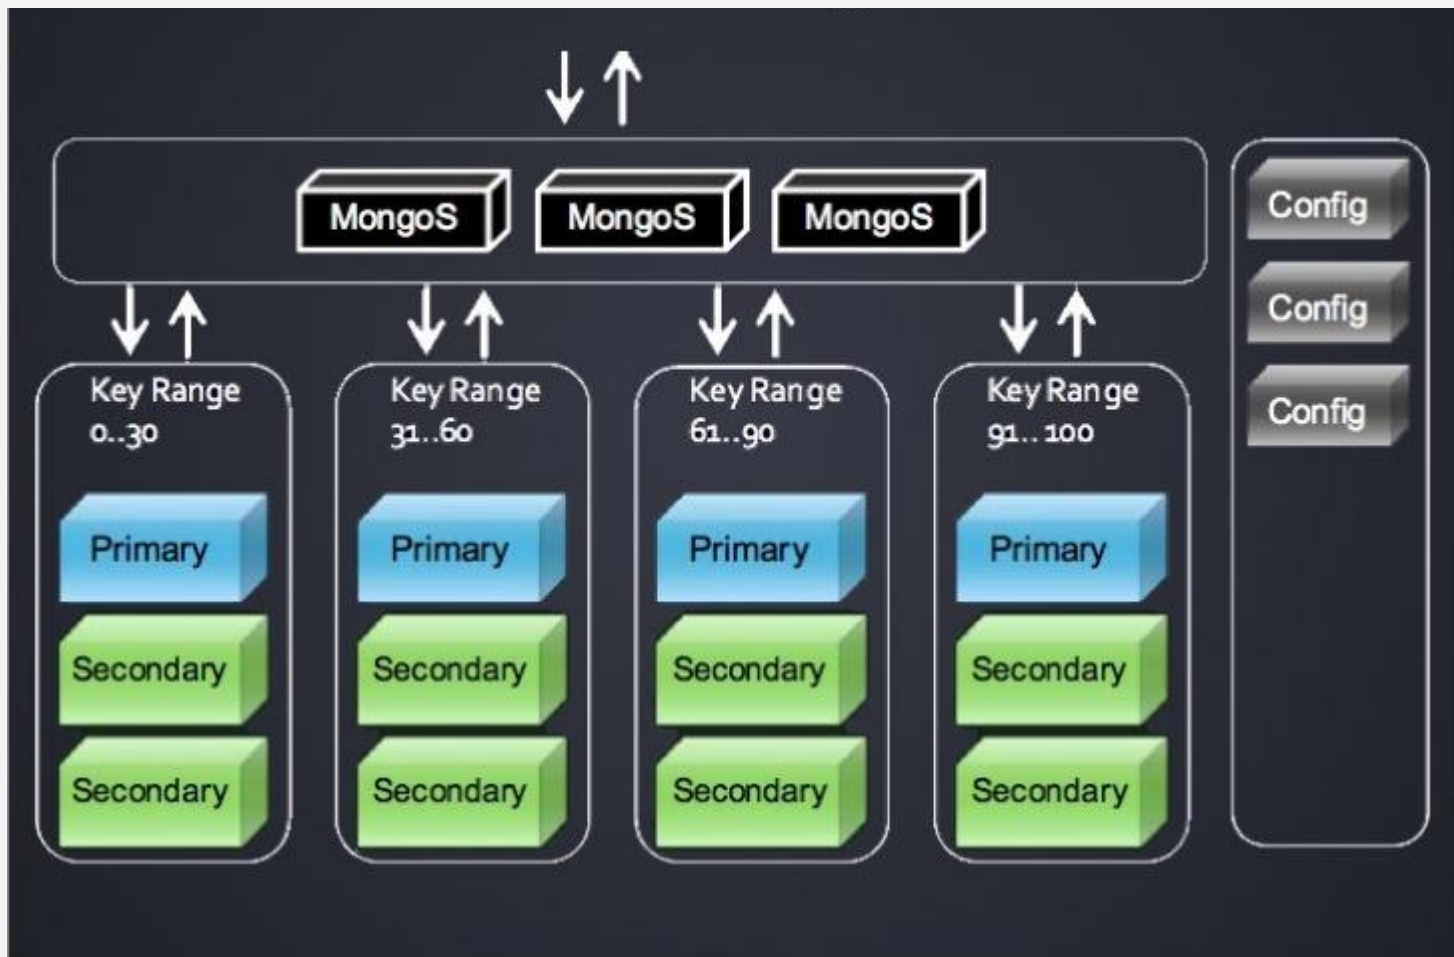 MongoS
MongoS
MongoS
Config
Config
Config
Key Range
0..30
Primary
Secondary
Secondary
Key Range
31..60
Primary
Secondary
Secondary
Key Range
61..90
Primary
Secondary
Secondary
Key Range
91..100
Primary
Secondary
Secondary